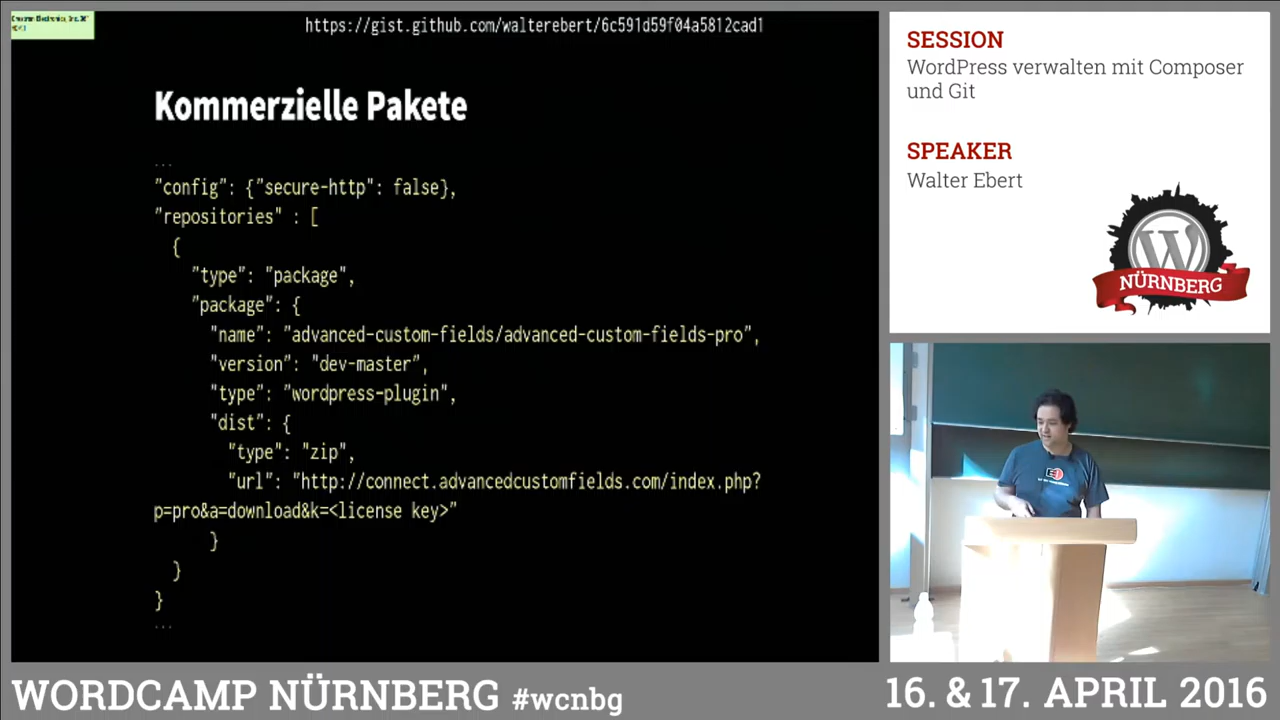 https://gist.github.com/walterebert/6c591d59f04a5812cad1
Kommerzielle Pakete
...
"config": {"secure-http": false},
"repositories" : [
{
"type": "package",
"package": {
"name": "advanced-custom-fields/advanced-custom-fields-pro",
"version": "dev-master",
"type": "wordpress-plugin",
"dist": {
"type": "zip",
"url": "http://connect.advancedcustomfields.com/index.php?
p=pro&a=download&k=<license key>"
}
}
}
...
SESSION
WordPress verwalten mit Composer
und Git
SPEAKER
Walter Ebert
W
NÜRNBERG
WORDCAMP NÜRNBERG #wcnbg
16. & 17. APRIL 2016